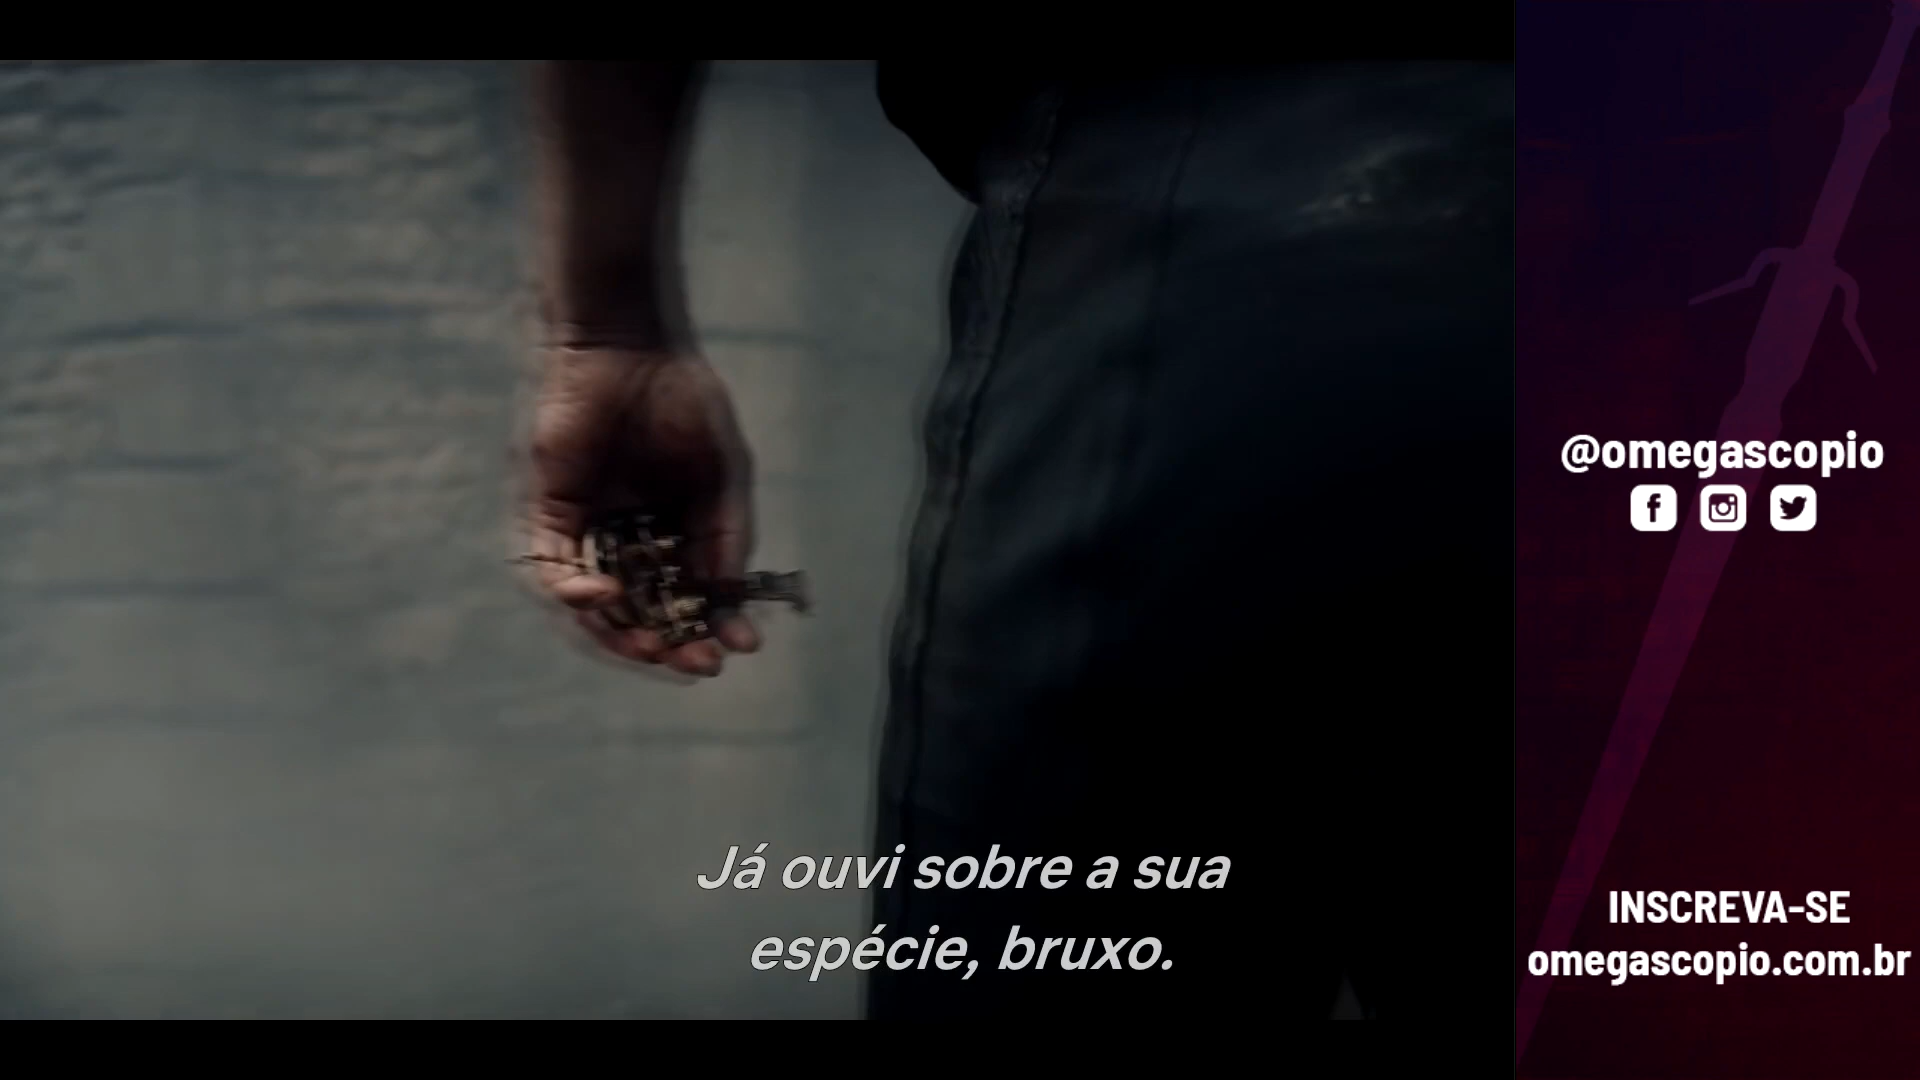 @omegascopio
Já ouvi sobre a sua
espécie, bruxo.
INSCREVA-SE
omegascopio.com.br